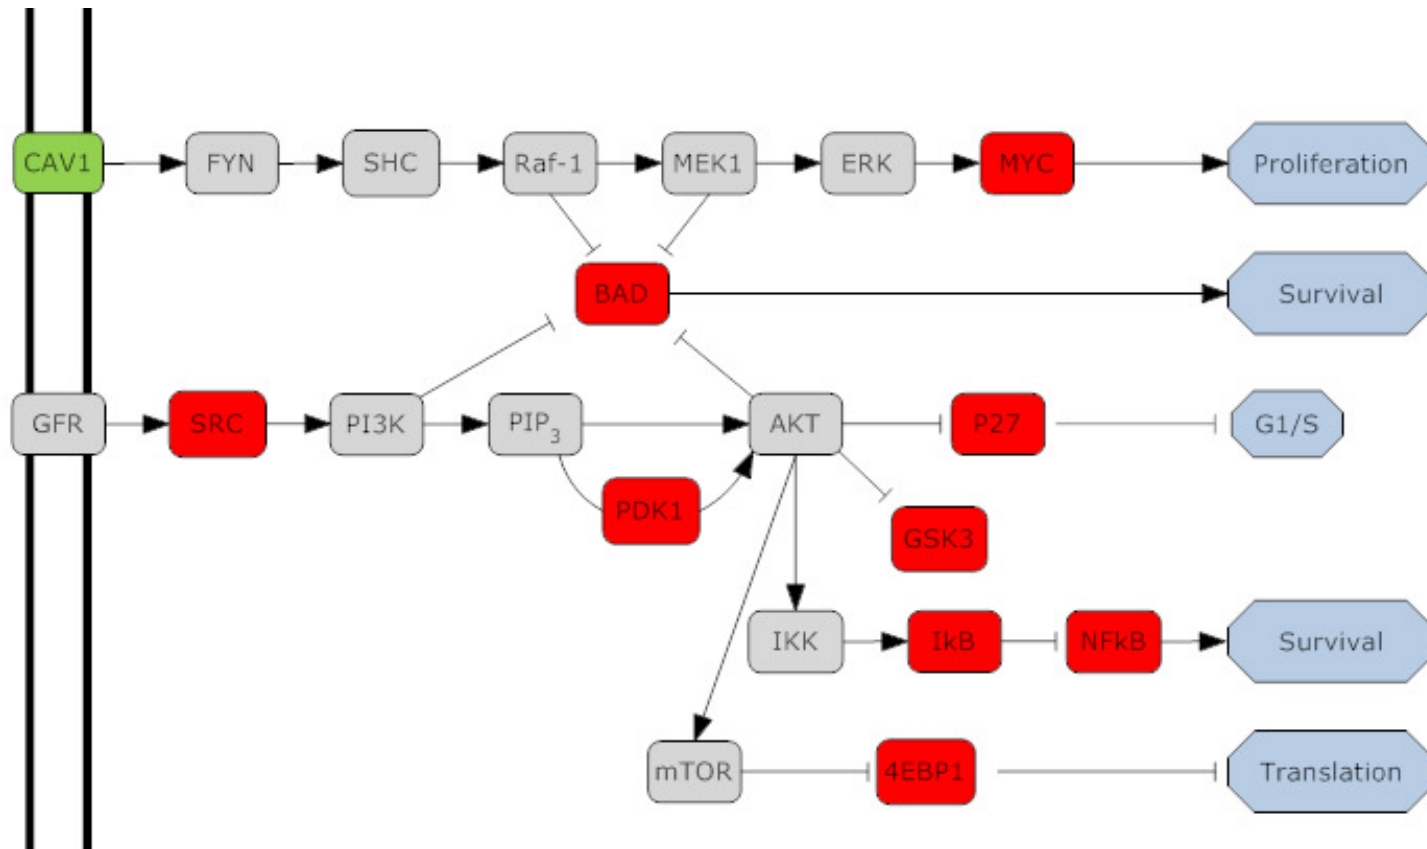 CAV1
FYN
SHC
Raf-1
MEK1
ERK
MYC
Proliferation
BAD
Survival
GFR
SRC
PI3K
PIP3
AKT
P27
G1/S
PDK1
GSK3
IKK
IkB
NFkB
Survival
mTOR
4EBP1
Translation